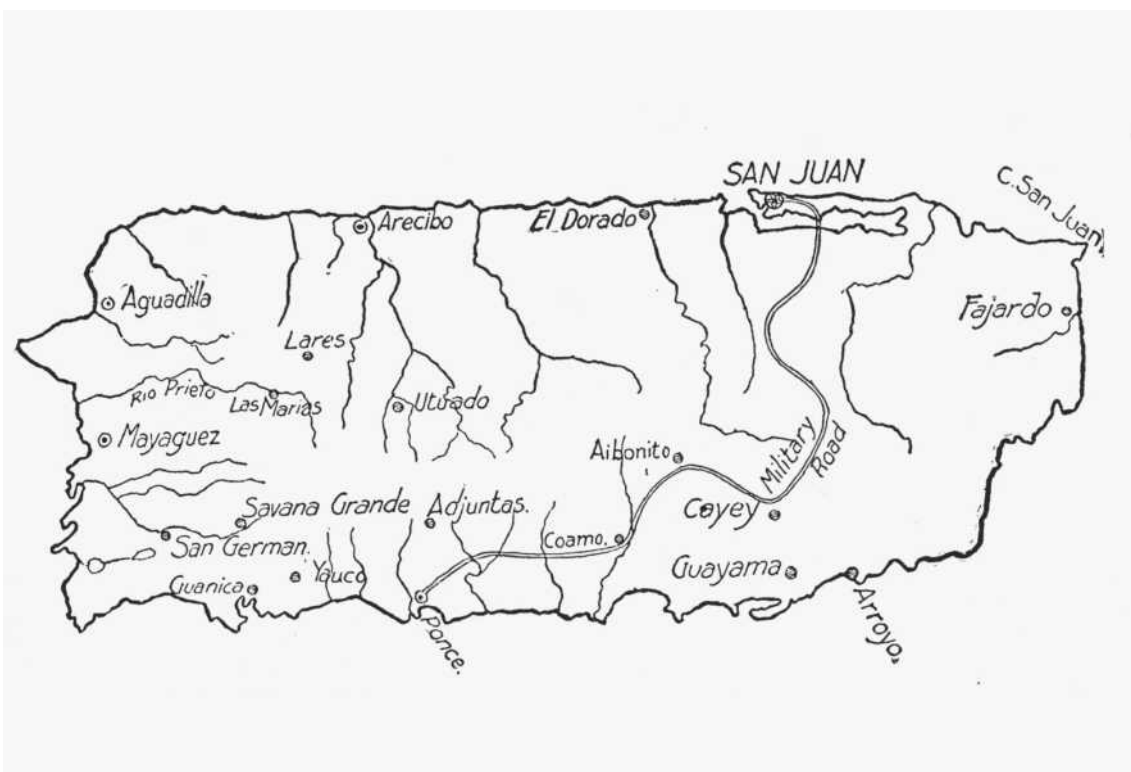 SAN JUAN
C. San Juan
Arecibo
El Dorado
Aguadilla
Fajardo
Lares
Rio Prieto
Las Marias
Utuado
Mayaguez
Aibonito
Military
Road
Savana Grande
Adjuntas.
Cayey
San German.
Coamo.
Guanica
Yauco
Guayama
Ponce.
Arroyo.